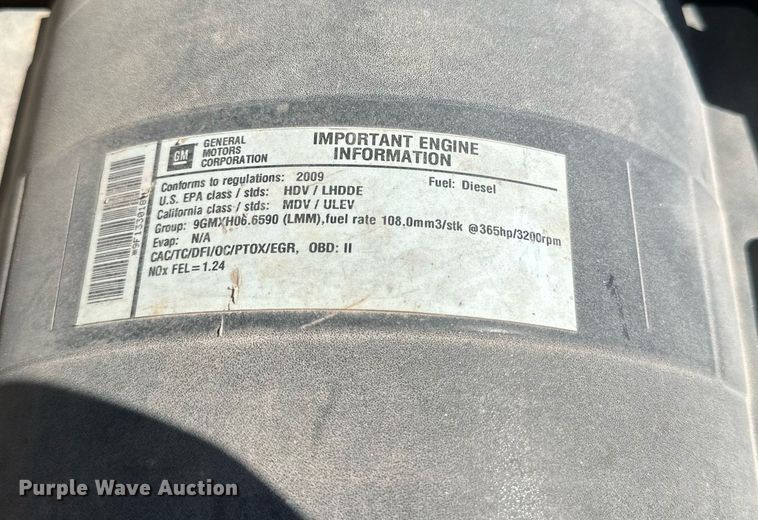 GM
GENERAL
MOTORS
CORPORATION
IMPORTANT ENGINE
INFORMATION
Conforms to regulations: 2009 Fuel: Diesel
U.S. EPA class / stds: HDV / LHDDE
California class / stds: MDV / ULEV
Group: 9GMXH06.6590 (LMM),fuel rate 108.0mm3/stk @365hp/3200rpm
Evap: N/A
CAC/TC/DFI/OC/PTOX/EGR, OBD: II
NOx FEL=1.24
Purple Wave Auction